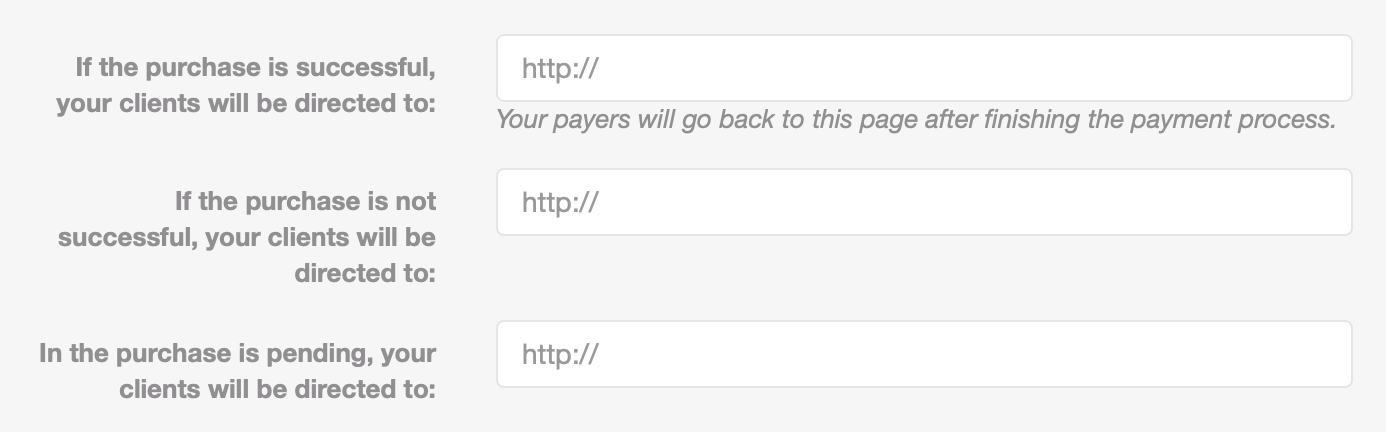 If the purchase is successful,
your clients will be directed to:
http://
Your payers will go back to this page after finishing the payment process.
If the purchase is not
successful, your clients will be
directed to:
http://
In the purchase is pending, your
clients will be directed to:
http://